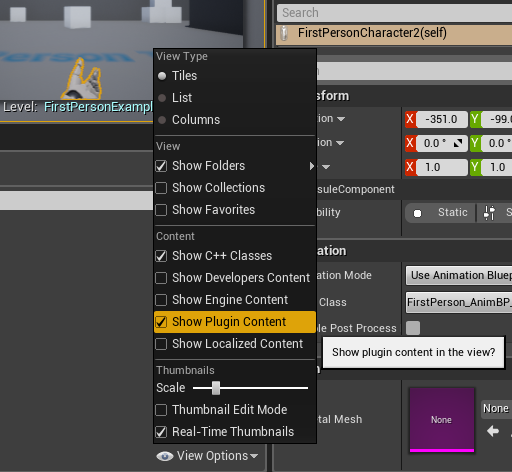 Search
FirstPersonCharacter2(self)
Level: FirstPersonExampl
View Type
Tiles
List
Columns
View
Show Folders
Show Collections
Show Favorites
Content
Show C++ Classes
Show Developers Content
Show Engine Content
Show Plugin Content
Show Localized Content
Thumbnails
Scale
Thumbnail Edit Mode
Real-Time Thumbnails
View Options
nsform
ion X -351.0 Y -99.0
ion X 0.0 ° Y 0.0 °
X 1.0 Y 1.0
suleComponent
bility Static S
ation
ation Mode Use Animation Bluep
Class FirstPerson_AnimBP_
le Post Process
Show plugin content in the view?
etal Mesh None None